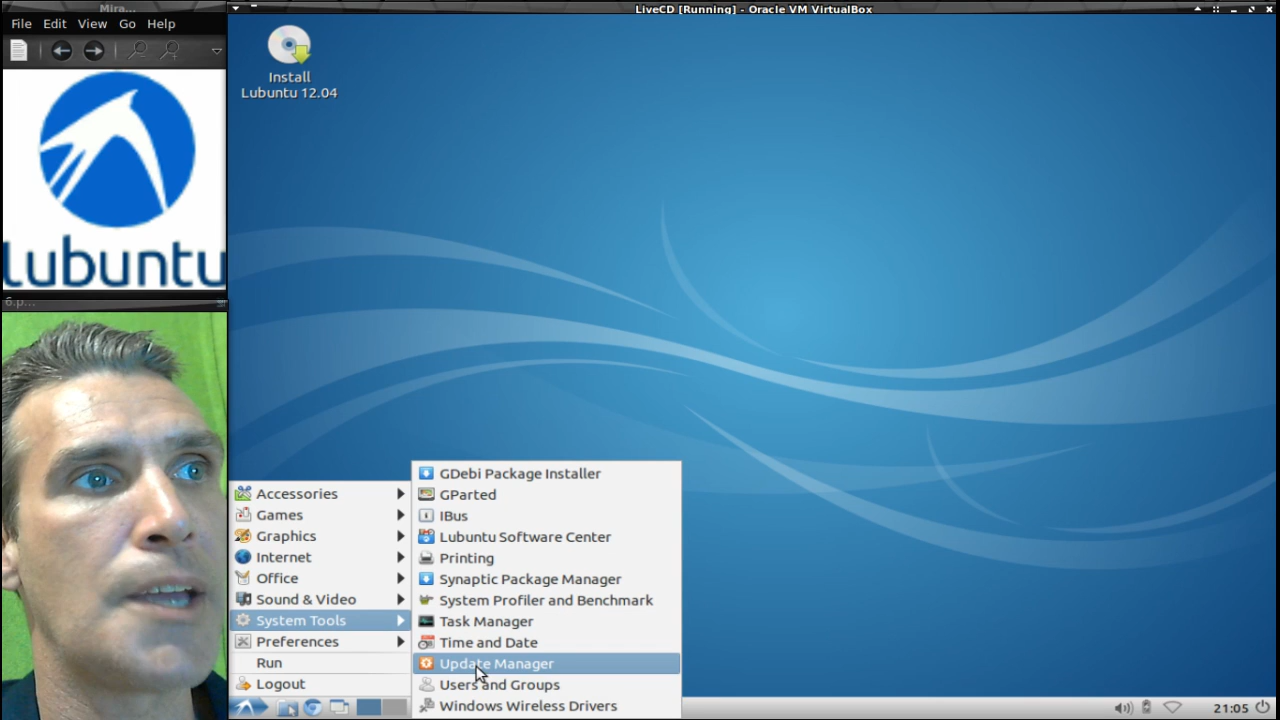 Mira...
File Edit View Go Help
lubuntu
6.p...
LiveCD [Running] - Oracle VM VirtualBox
Install
Lubuntu 12.04
Accessories
Games
Graphics
Internet
Office
Sound & Video
System Tools
Preferences
Run
Logout
GDebi Package Installer
GParted
IBus
Lubuntu Software Center
Printing
Synaptic Package Manager
System Profiler and Benchmark
Task Manager
Time and Date
Update Manager
Users and Groups
Windows Wireless Drivers
21:05